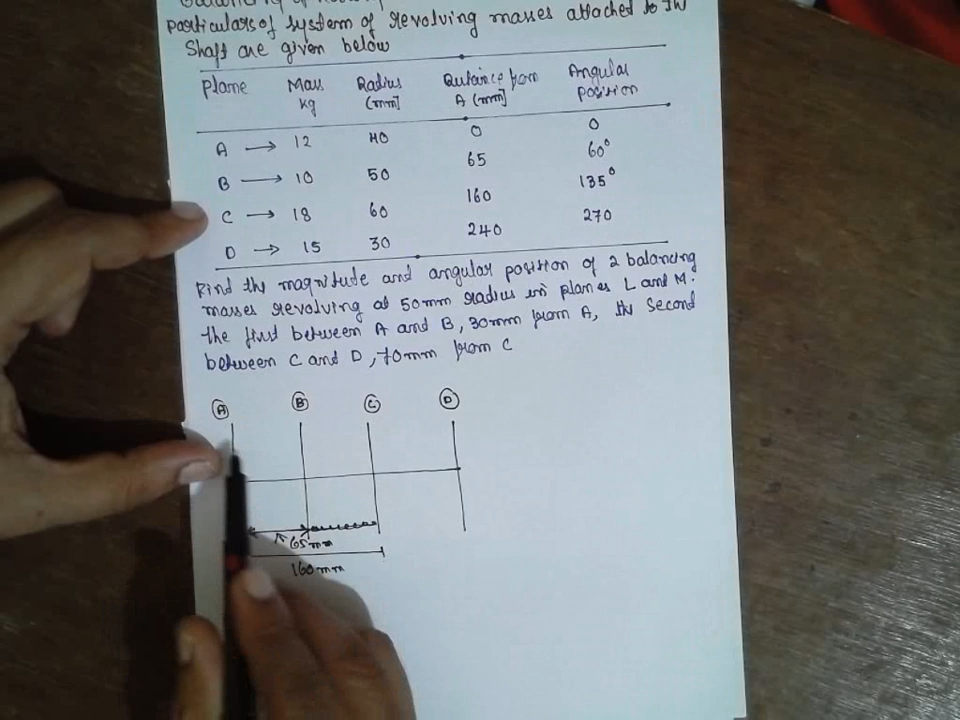 particulars of system of revolving masses attached to the
Shaft are given below
Plane Mass Radius Distance from Angular
kg (mm) A (mm) position
A → 12 40 0 0
B → 10 50 65 60°
C → 18 60 160 135°
D → 15 30 240 270
Find the magnitude and angular position of 2 balancing
masses revolving at 50mm radius in planes L and M.
the first between A and B, 30mm from A, the second
between C and D, 70mm from C
A B C D
65mm
160mm